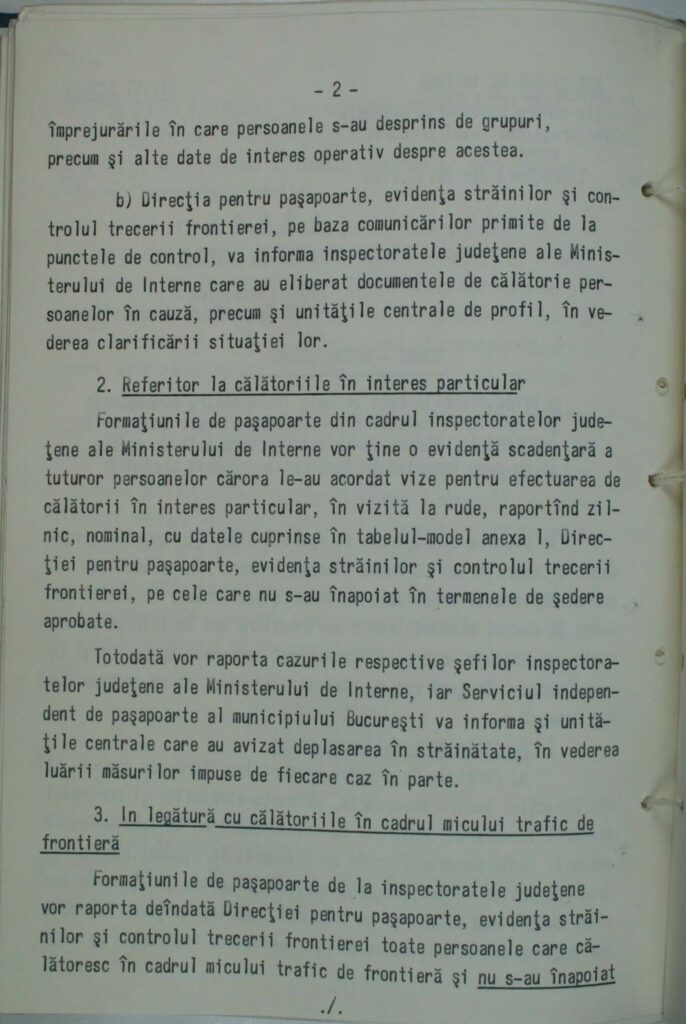 - 2 -
împrejurările în care persoanele s-au desprins de grupuri,
precum şi alte date de interes operativ despre acestea.
b) Direcţia pentru paşapoarte, evidenţa străinilor şi con-
trolul trecerii frontierei, pe baza comunicărilor primite de la
punctele de control, va informa inspectoratele judeţene ale Minis-
terului de Interne care au eliberat documentele de călătorie per-
soanelor în cauză, precum şi unităţile centrale de profil, în ve-
derea clarificării situaţiei lor.
2. Referitor la călătoriile în interes particular
Formaţiunile de paşapoarte din cadrul inspectoratelor jude-
ţene ale Ministerului de Interne vor ţine o evidenţă scadenţară a
tuturor persoanelor cărora le-au acordat vize pentru efectuarea de
călătorii în interes particular, în vizită la rude, raportînd zil-
nic, nominal, cu datele cuprinse în tabelul-model anexa 1, Direc-
ţiei pentru paşapoarte, evidenţa străinilor şi controlul trecerii
frontierei, pe cele care nu s-au înapoiat în termenele de şedere
aprobate.
Totodată vor raporta cazurile respective şefilor inspectora-
telor judeţene ale Ministerului de Interne, iar Serviciul indepen-
dent de paşapoarte al municipiului Bucureşti va informa şi unită-
ţile centrale care au avizat deplasarea în străinătate, în vederea
luării măsurilor impuse de fiecare caz în parte.
3. In legătură cu călătoriile în cadrul micului trafic de
frontieră
Formaţiunile de paşapoarte de la inspectoratele judeţene
vor raporta deîndată Direcţiei pentru paşapoarte, evidenţa străi-
nilor şi controlul trecerii frontierei toate persoanele care că-
lătoresc în cadrul micului trafic de frontieră şi nu s-au înapoiat
./.